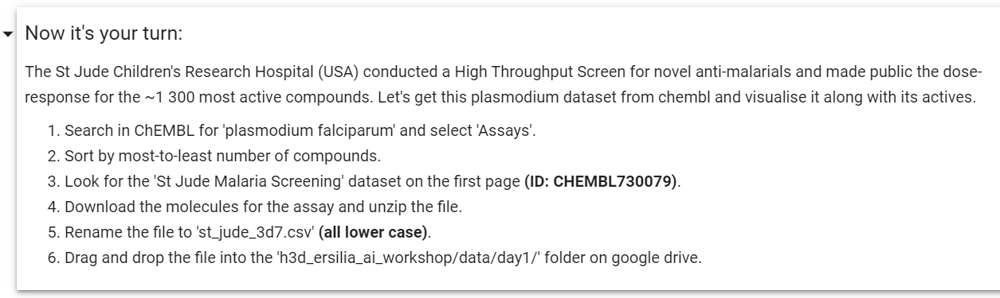 Now it's your turn:
The St Jude Children's Research Hospital (USA) conducted a High Throughput Screen for novel anti-malarials and made public the dose-
response for the ~1 300 most active compounds. Let's get this plasmodium dataset from chembl and visualise it along with its actives.
1. Search in ChEMBL for 'plasmodium falciparum' and select 'Assays'.
2. Sort by most-to-least number of compounds.
3. Look for the 'St Jude Malaria Screening' dataset on the first page (ID: CHEMBL730079).
4. Download the molecules for the assay and unzip the file.
5. Rename the file to 'st_jude_3d7.csv' (all lower case).
6. Drag and drop the file into the 'h3d_ersilia_ai_workshop/data/day1/' folder on google drive.